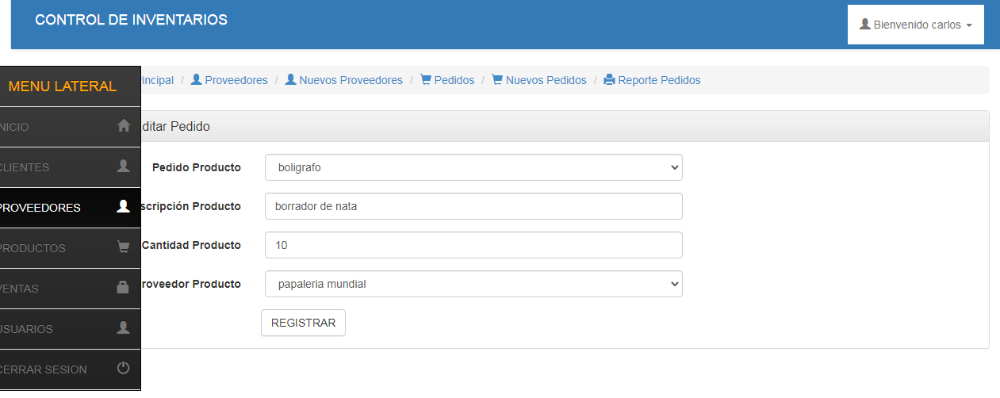 CONTROL DE INVENTARIOS
Bienvenido carlos
MENU LATERAL
rincipal / Proveedores / Nuevos Proveedores / Pedidos / Nuevos Pedidos / Reporte Pedidos
NICIO
CLIENTES
PROVEEDORES
PRODUCTOS
VENTAS
USUARIOS
CERRAR SESION
ditar Pedido
Pedido Producto
boligrafo
scripción Producto
borrador de nata
Cantidad Producto
10
roveedor Producto
papaleria mundial
REGISTRAR